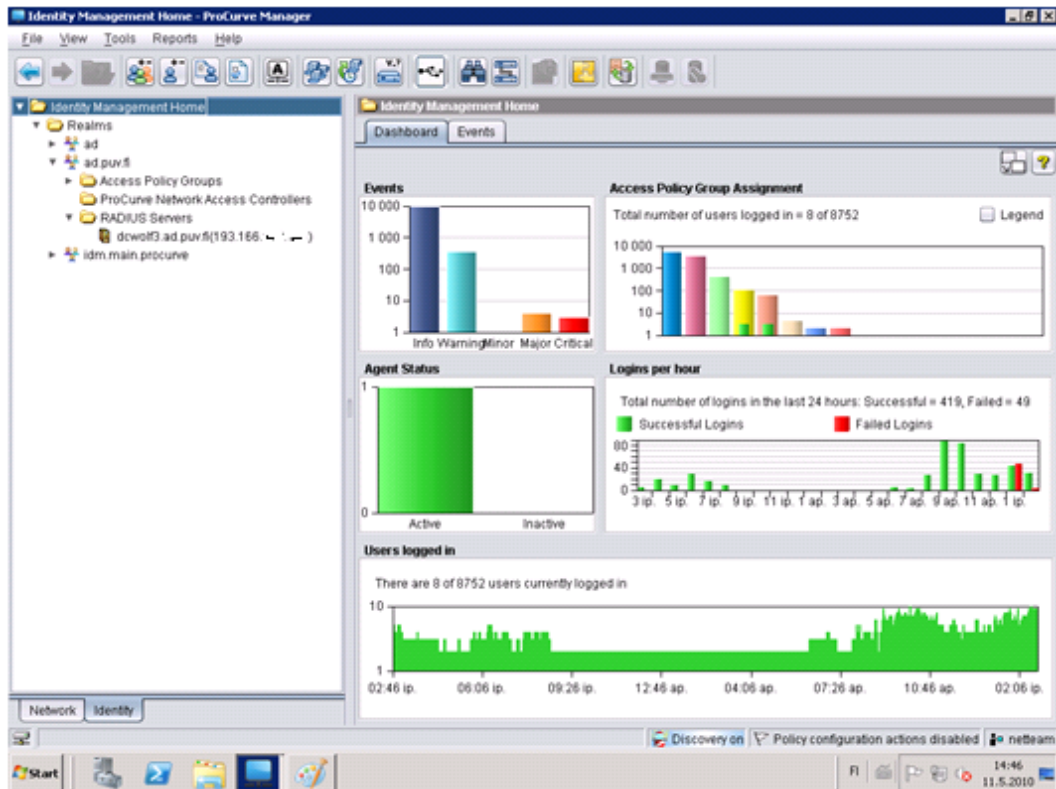 Identity Management Home - ProCurve Manager
File View Tools Reports Help
Identity Management Home
Realms
ad
ad.puv.fi
Access Policy Groups
ProCurve Network Access Controllers
RADIUS Servers
dcwolf3.ad.puv.fi(193.166. )
idm.main.procurve
Network Identity
Identity Management Home
Dashboard Events
Events
10 000
1 000
100
10
1
Info Warning Minor Major Critical
Access Policy Group Assignment
Total number of users logged in = 8 of 8752
Legend
10 000
1 000
100
10
1
Agent Status
1
0
Active Inactive
Logins per hour
Total number of logins in the last 24 hours: Successful = 419, Failed = 49
Successful Logins Failed Logins
80
40
0
3 ip. 5 ip. 7 ip. 9 ip. 11 ip. 1 ap. 3 ap. 5 ap. 7 ap. 9 ap. 11 ap. 1 ip.
Users logged in
There are 8 of 8752 users currently logged in
10
1
02:46 ip. 06:06 ip. 09:26 ip. 12:46 ap. 04:06 ap. 07:26 ap. 10:46 ap. 02:06 ip.
Discovery on Policy configuration actions disabled netteam
Start FI 14:46
11.5.2010